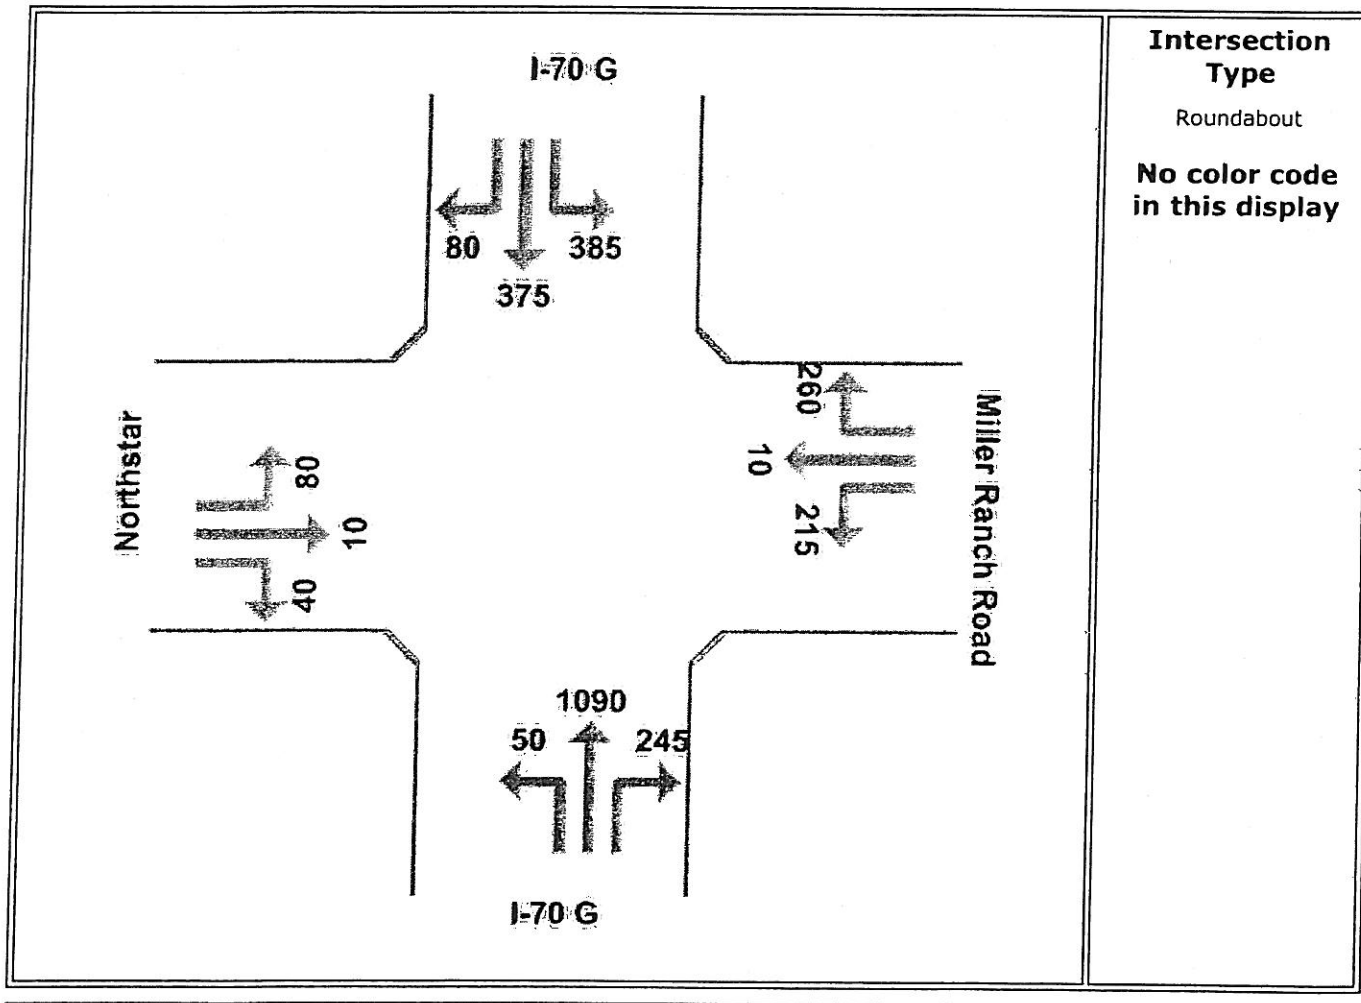 I-70 G
80
385
375
Intersection
Type
Roundabout
No color code
in this display
Northstar
80
10
40
260
10
215
Miller Ranch Road
1090
50
245
I-70 G